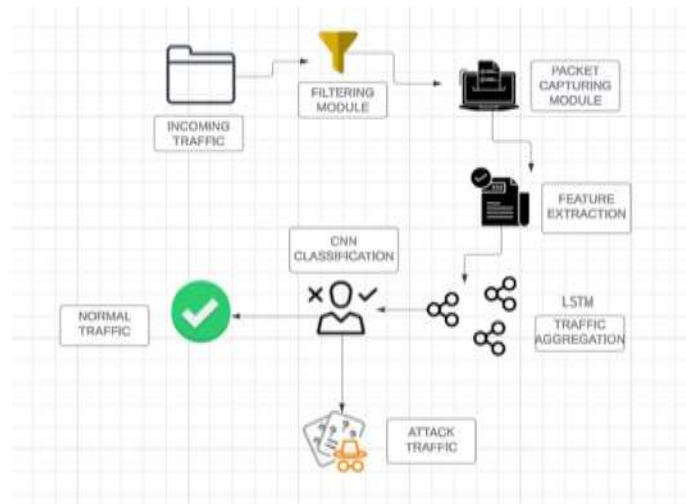 PACKET
CAPTURING
MODULE
FILTERING
MODULE
INCOMING
TRAFFIC
FEATURE
EXTRACTION
CNN
CLASSIFICATION
LSTM
TRAFFIC
AGGREGATION
NORMAL
TRAFFIC
ATTACK
TRAFFIC